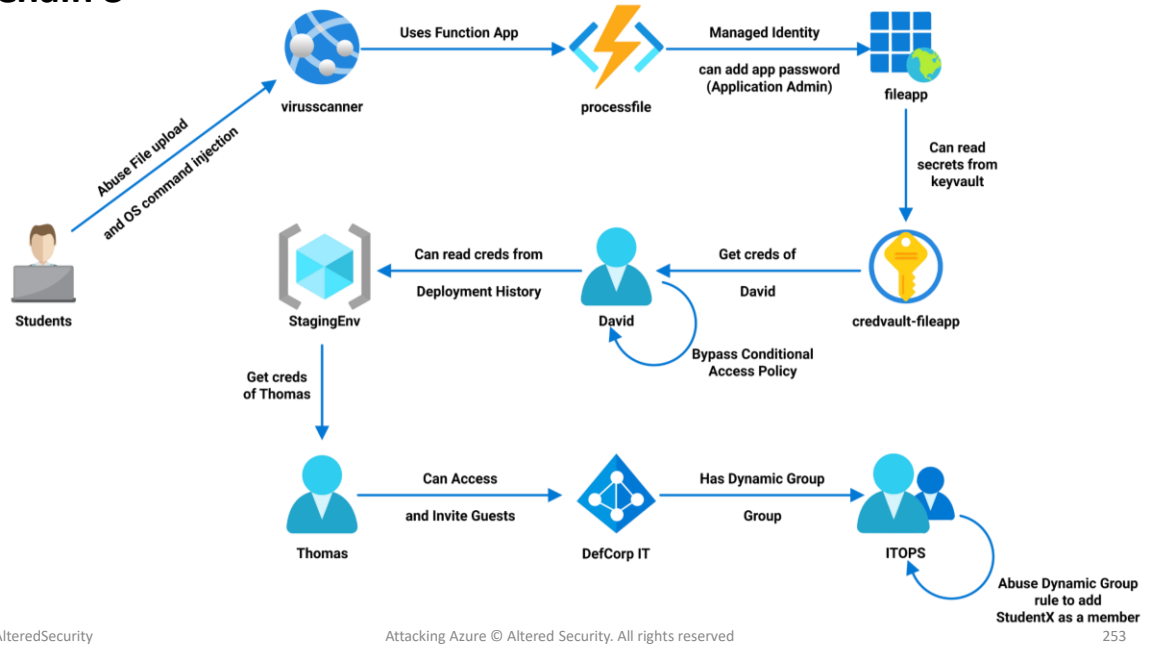 Uses Function App
Managed Identity
can add app password
(Application Admin)
virusscanner
processfile
fileapp
Abuse File upload
and OS command injection
Can read
secrets from
keyvault
Students
StagingEnv
Can read creds from
Deployment History
David
Get creds of
David
credvault-fileapp
Bypass Conditional
Access Policy
Get creds
of Thomas
Thomas
Can Access
and Invite Guests
DefCorp IT
Has Dynamic Group
Group
ITOPS
Abuse Dynamic Group
rule to add
StudentX as a member
AlteredSecurity
Attacking Azure © Altered Security. All rights reserved
253